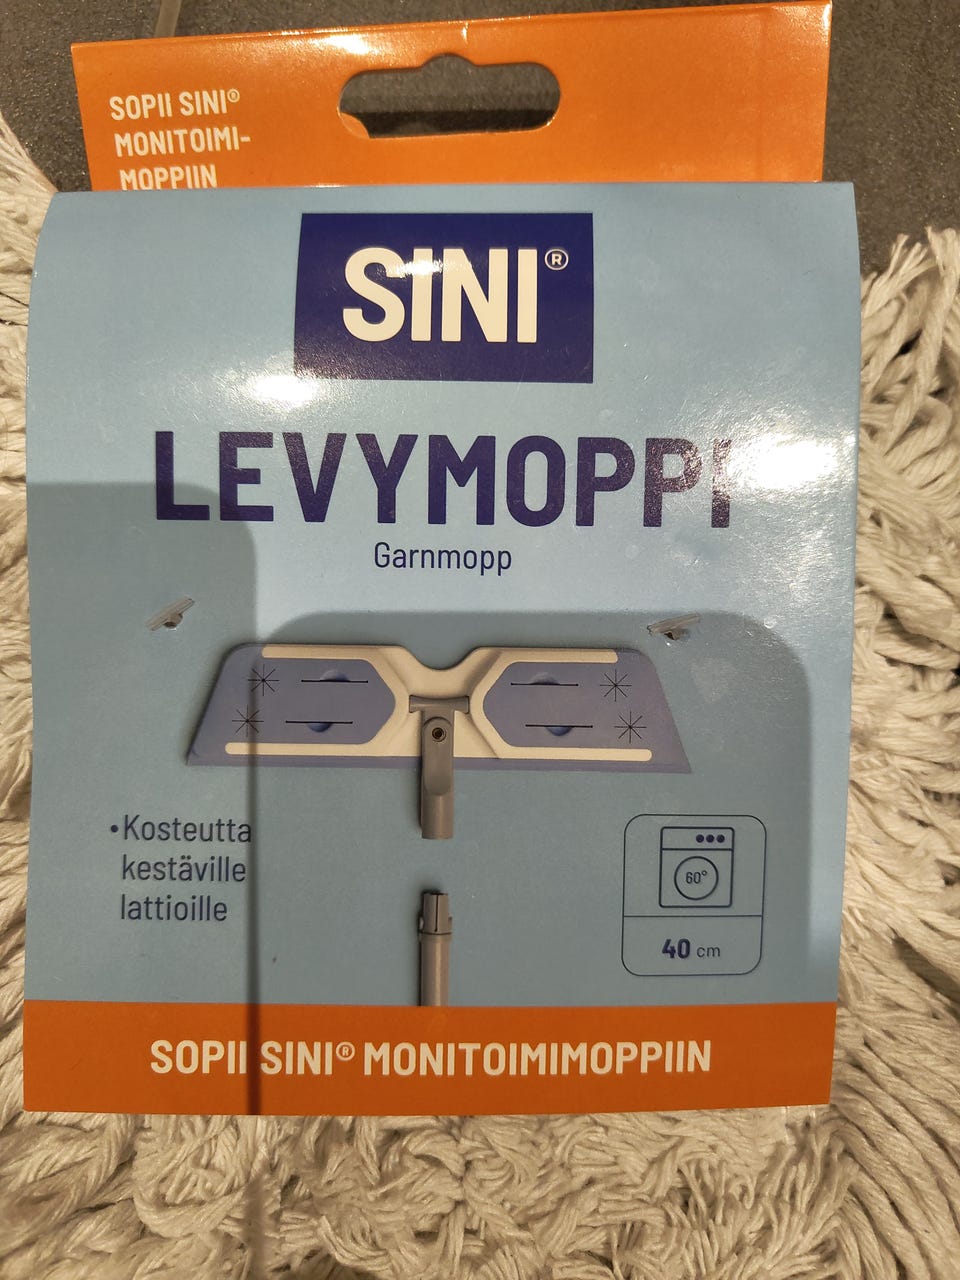 SOPII SINI®
MONITOIMI-
MOPPIIN
SINI®
LEVYMOPPI
Garnmopp
•Kosteutta
kestäville
lattioille
60°
40 cm
SOPII SINI® MONITOIMIMOPPIIN